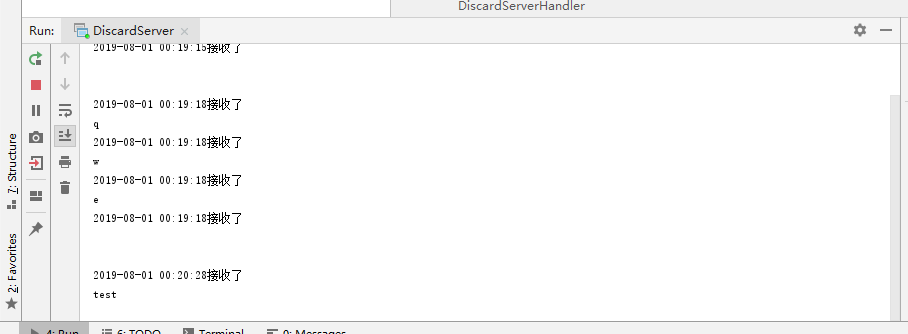 DiscardServerHandler
Run:
DiscardServer
2019-08-01 00:19:15接收了
2019-08-01 00:19:18接收了
q
2019-08-01 00:19:18接收了
w
2019-08-01 00:19:18接收了
e
2019-08-01 00:19:18接收了
2019-08-01 00:20:28接收了
test
7: Structure
2: Favorites
4: Run
6: TODO
Terminal
0: Messages